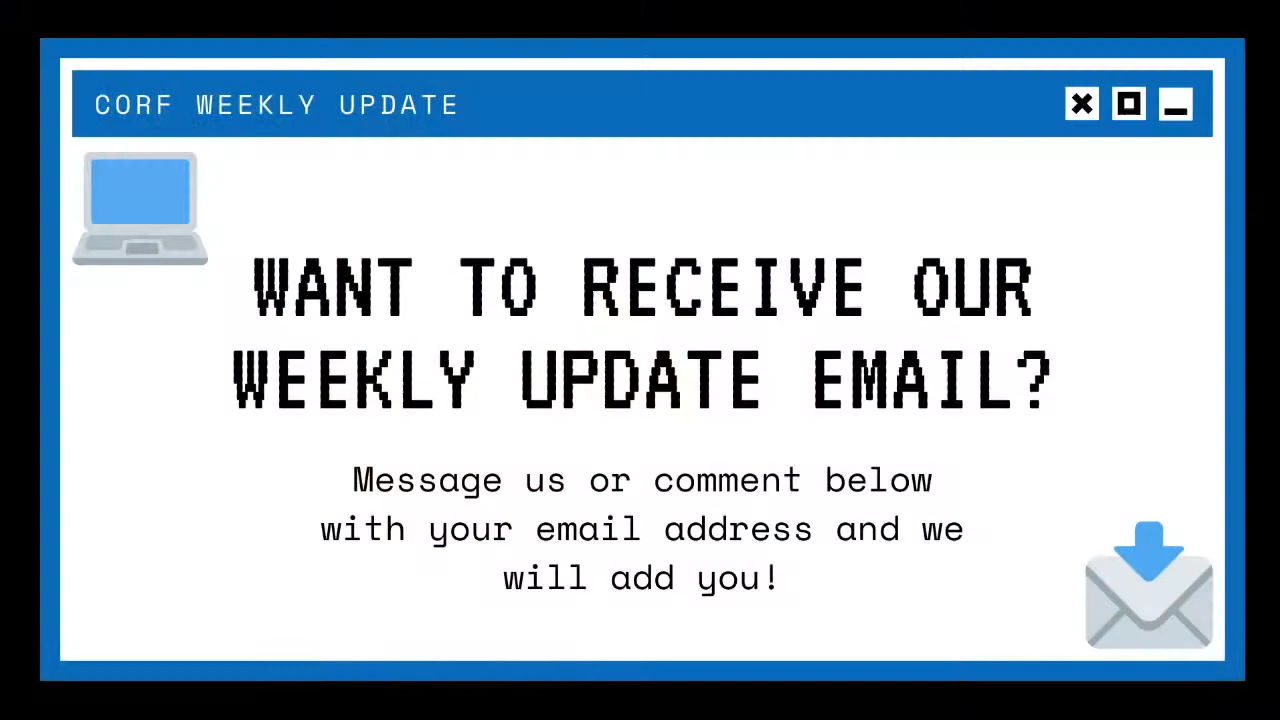 CORF WEEKLY UPDATE
WANT TO RECEIVE OUR
WEEKLY UPDATE EMAIL?
Message us or comment below
with your email address and we
will add you!